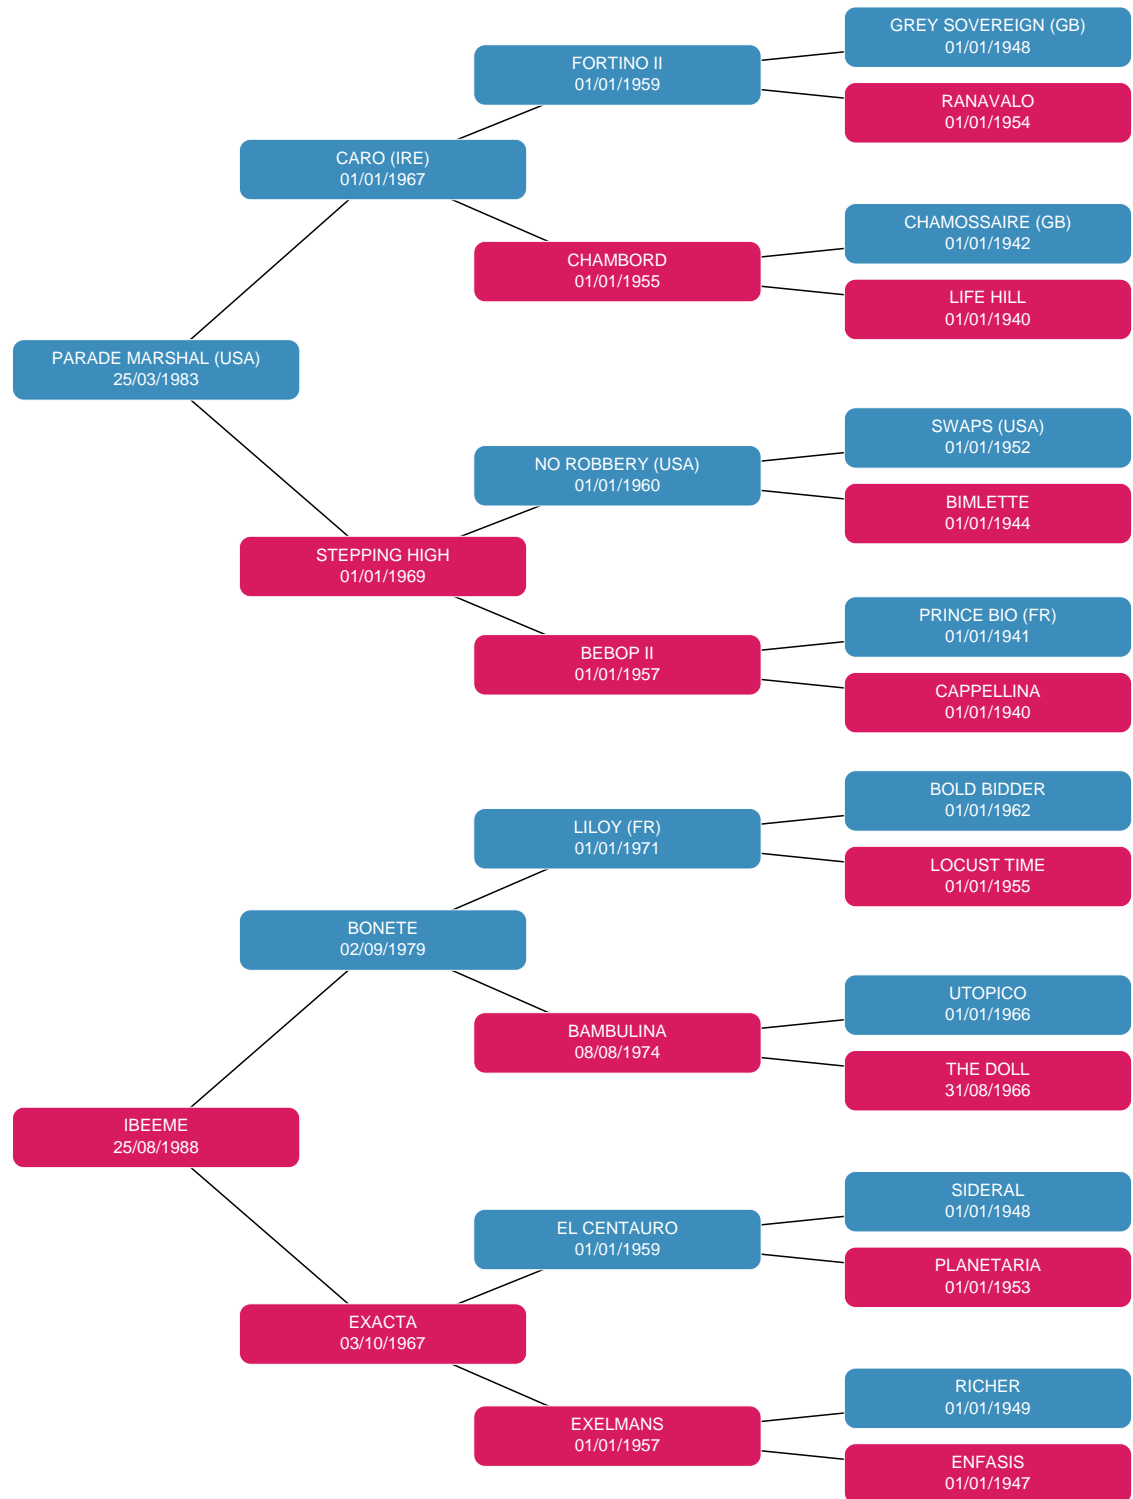 GREY SOVEREIGN (GB)
01/01/1948
FORTINO II
01/01/1959
RANAVALO
01/01/1954
CARO (IRE)
01/01/1967
CHAMOSSAIRE (GB)
01/01/1942
CHAMBORD
01/01/1955
LIFE HILL
01/01/1940
PARADE MARSHAL (USA)
25/03/1983
SWAPS (USA)
01/01/1952
NO ROBBERY (USA)
01/01/1960
BIMLETTE
01/01/1944
STEPPING HIGH
01/01/1969
PRINCE BIO (FR)
01/01/1941
BEBOP II
01/01/1957
CAPPELLINA
01/01/1940
BOLD BIDDER
01/01/1962
LILOY (FR)
01/01/1971
LOCUST TIME
01/01/1955
BONETE
02/09/1979
UTOPICO
01/01/1966
BAMBULINA
08/08/1974
THE DOLL
31/08/1966
IBEEME
25/08/1988
SIDERAL
01/01/1948
EL CENTAURO
01/01/1959
PLANETARIA
01/01/1953
EXACTA
03/10/1967
RICHER
01/01/1949
EXELMANS
01/01/1957
ENFASIS
01/01/1947